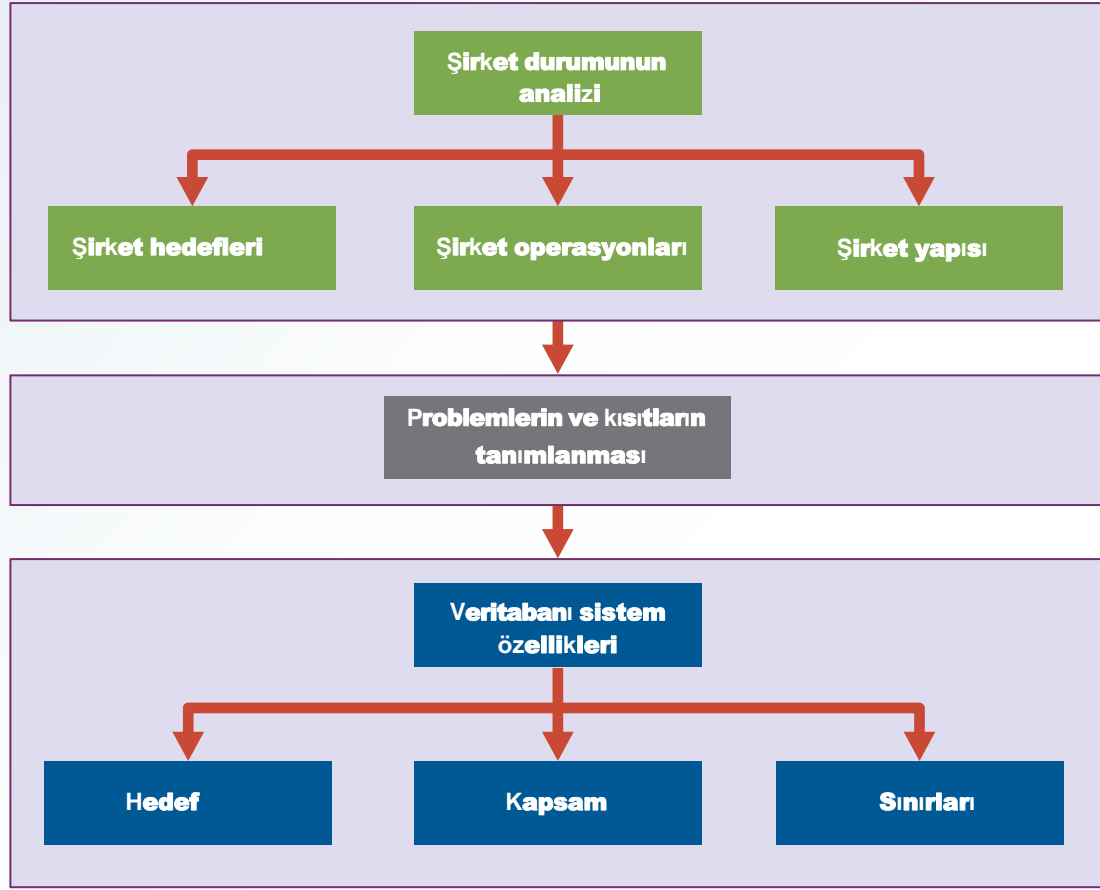 Şirket durumunun
analizi
Şirket hedefleri
Şirket operasyonları
Şirket yapısı
Problemlerin ve kısıtların
tanımlanması
Veritabanı sistem
özellikleri
Hedef
Kapsam
Sınırları